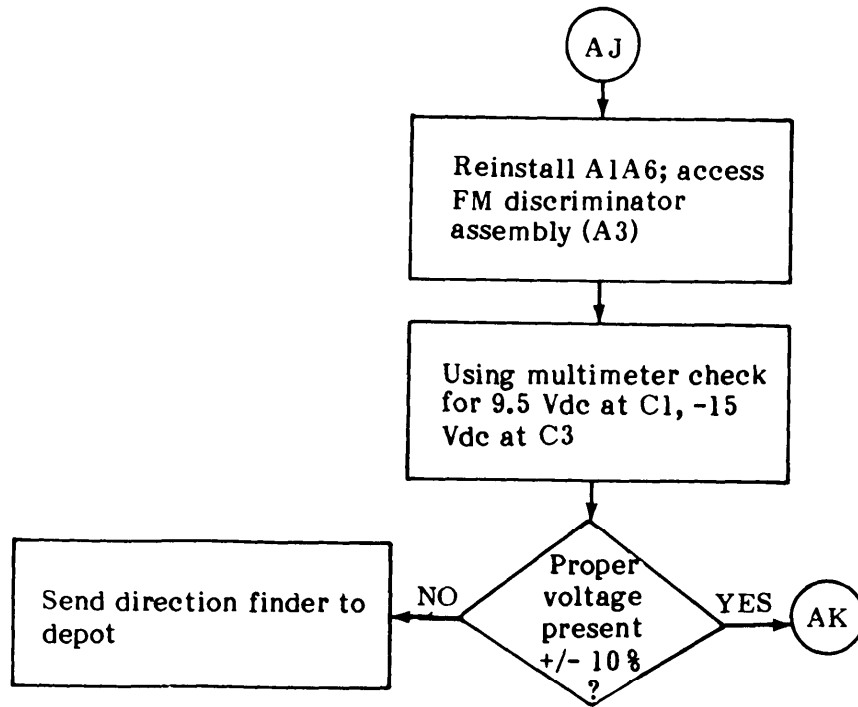 AJ
Reinstall A1A6; access
FM discriminator
assembly (A3)
Using multimeter check
for 9.5 Vdc at C1, -15
Vdc at C3
Proper
voltage
present
+/- 10%
?
NO
YES
Send direction finder to
depot
AK